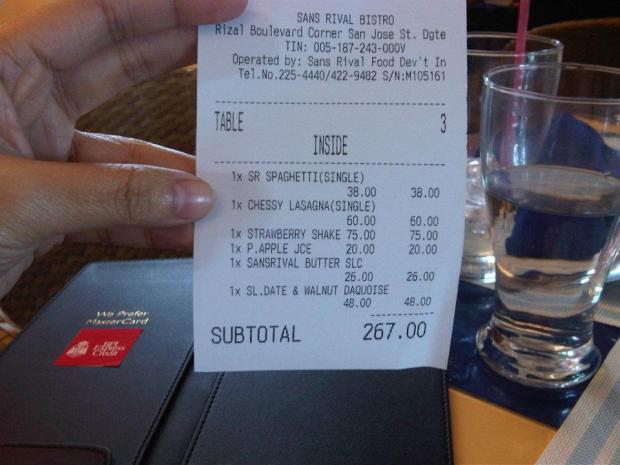 SANS RIVAL BISTRO
Rizal Boulevard Corner San Jose St. Dgte
TIN: 005-187-243-000V
Operated by: Sans Rival Food Dev't In
Tel.No.225-4440/422-9482 S/N:M105161
TABLE 3
INSIDE
1x SR SPAGHETTI(SINGLE)
38.00 38.00
1x CHESSY LASAGNA(SINGLE)
60.00 60.00
1x STRAWBERRY SHAKE 75.00 75.00
1x P.APPLE JCE 20.00 20.00
1x SANSRIVAL BUTTER SLC
26.00 26.00
1x SL.DATE & WALNUT DAQUOISE
48.00 48.00
SUBTOTAL 267.00
We Prefer
MasterCard
BPI
Express
Credit